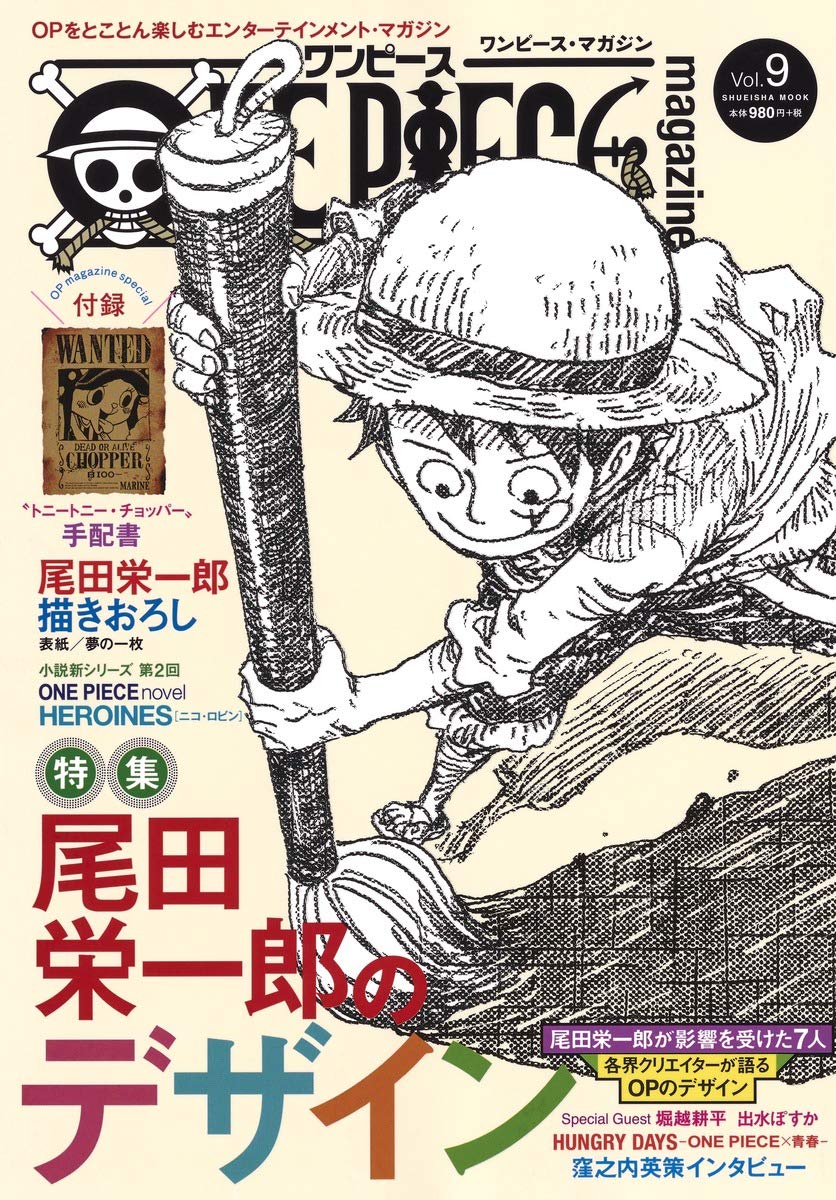 OPをとことん楽しむエンターテインメント・マガジン
ワンピース
ワンピース・マガジン
ONE PIECE
magazine
Vol.9
SHUEISHA MOOK
本体980円+税
OP magazine special
付録
WANTED
DEAD OR ALIVE
CHOPPER
฿100-
MARINE
〝トニートニー・チョッパー〟
手配書
尾田栄一郎
描きおろし
表紙/夢の一枚
小説新シリーズ 第2回
ONE PIECE novel
HEROINES[ニコ・ロビン]
特集
尾田
栄一郎の
デザイン
尾田栄一郎が影響を受けた7人
各界クリエイターが語る
OPのデザイン
Special Guest 堀越耕平 出水ぽすか
HUNGRY DAYS-ONE PIECE×青春-
窪之内英策インタビュー